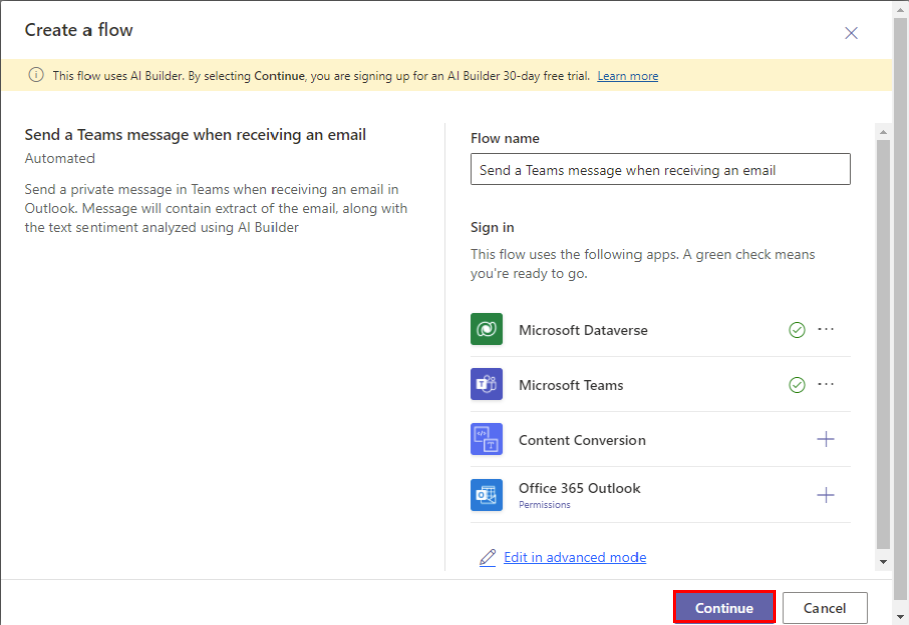 Create a flow
This flow uses AI Builder. By selecting Continue, you are signing up for an AI Builder 30-day free trial. Learn more
Send a Teams message when receiving an email
Automated
Send a private message in Teams when receiving an email in
Outlook. Message will contain extract of the email, along with
the text sentiment analyzed using AI Builder
Flow name
Send a Teams message when receiving an email
Sign in
This flow uses the following apps. A green check means
you're ready to go.
Microsoft Dataverse
Microsoft Teams
Content Conversion
Office 365 Outlook
Permissions
Edit in advanced mode
Continue
Cancel